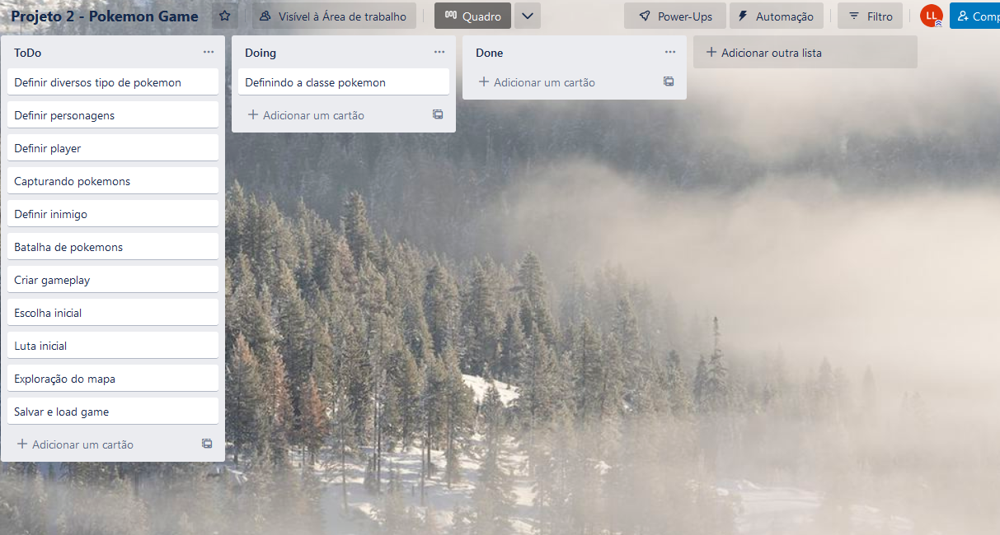 Projeto 2 - Pokemon Game
Visível à Área de trabalho
Quadro
Power-Ups
Automação
Filtro
LL
Comp
ToDo
Definir diversos tipo de pokemon
Definir personagens
Definir player
Capturando pokemons
Definir inimigo
Batalha de pokemons
Criar gameplay
Escolha inicial
Luta inicial
Exploração do mapa
Salvar e load game
Adicionar um cartão
Doing
Definindo a classe pokemon
Adicionar um cartão
Done
Adicionar um cartão
Adicionar outra lista